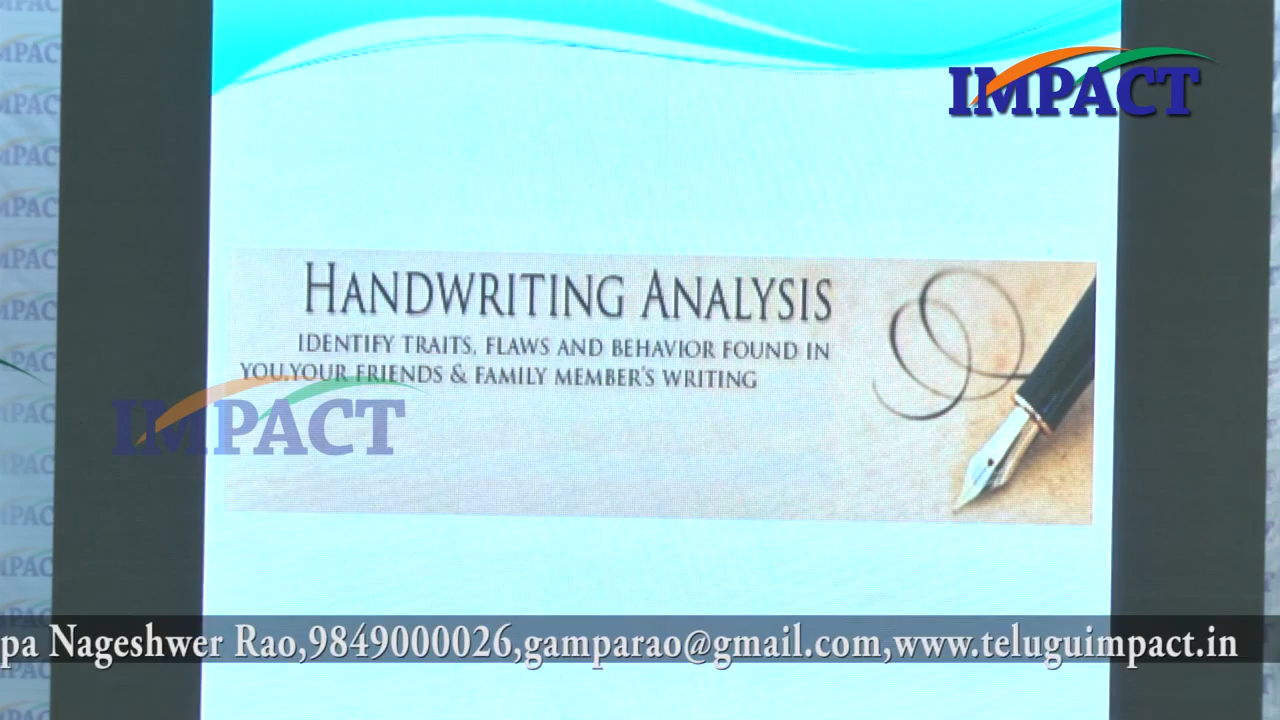 IMPACT
HANDWRITING ANALYSIS
IDENTIFY TRAITS, FLAWS AND BEHAVIOR FOUND IN
YOU.YOUR FRIENDS & FAMILY MEMBER'S WRITING
IMPACT
pa Nageshwer Rao,9849000026,gamparao@gmail.com,www.teluguimpact.in